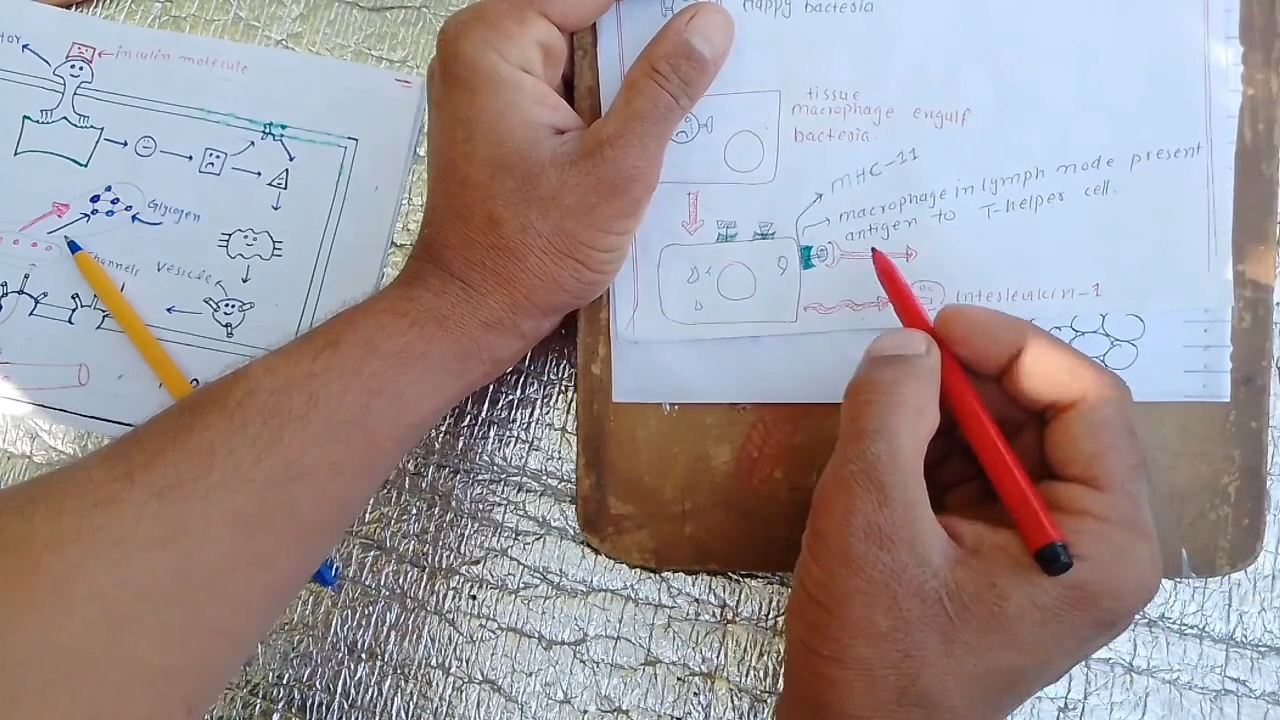 insulin molecule
Glycogen
channels
Vesicle
Happy bacteria
tissue
macrophage engulf
bacteria.
MHC-11
macrophage in lymph node present
antigen to T-helper cell.
Interleukin-1